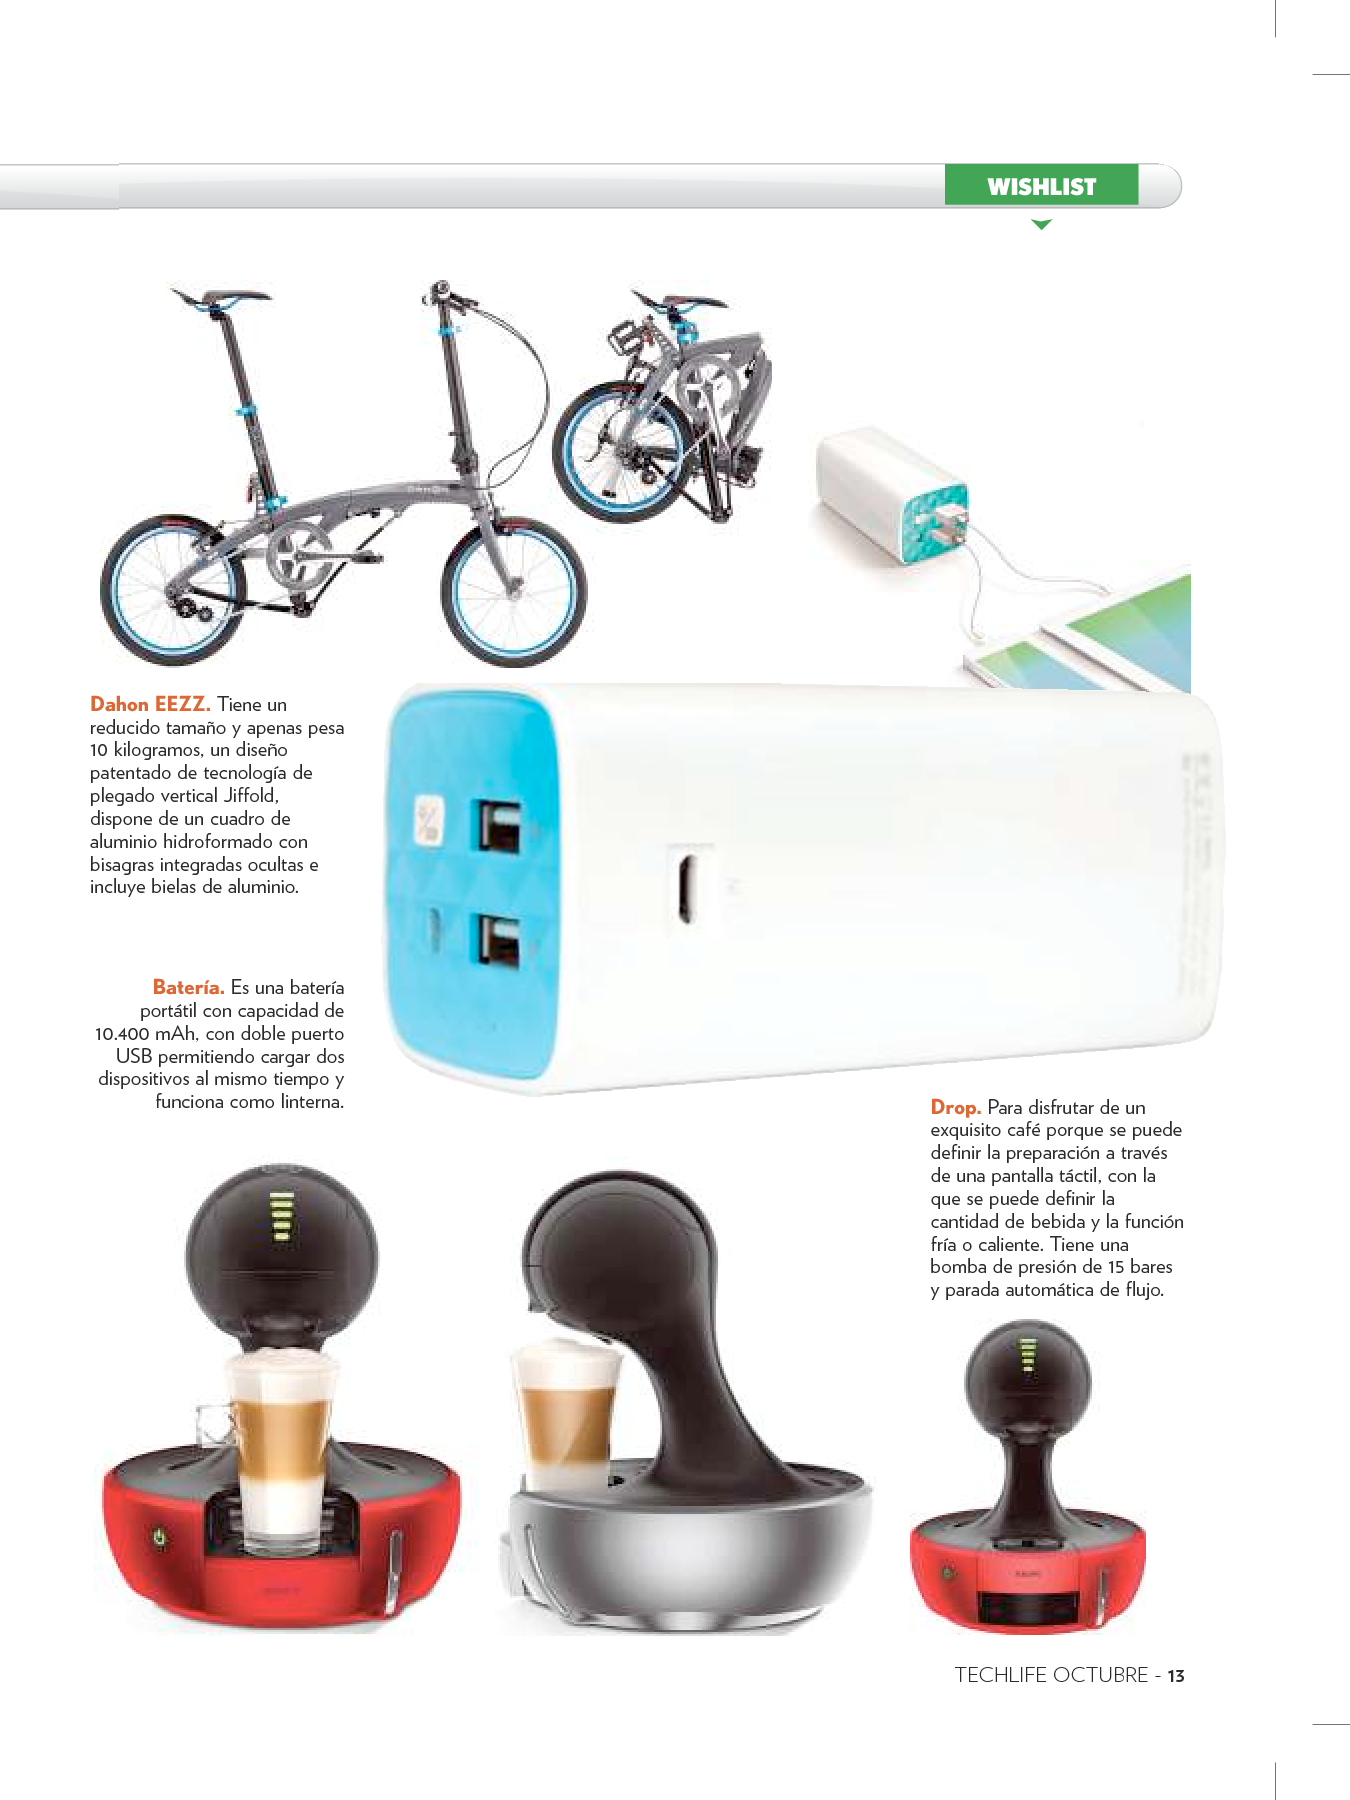 WISHLIST
Dahon EEZZ. Tiene un
reducido tamaño y apenas pesa
10 kilogramos, un diseño
patentado de tecnología de
plegado vertical Jiffold,
dispone de un cuadro de
aluminio hidroformado con
bisagras integradas ocultas e
incluye bielas de aluminio.
Batería. Es una batería
portátil con capacidad de
10.400 mAh, con doble puerto
USB permitiendo cargar dos
dispositivos al mismo tiempo y
funciona como linterna.
Drop. Para disfrutar de un
exquisito café porque se puede
definir la preparación a través
de una pantalla táctil, con la
que se puede definir la
cantidad de bebida y la función
fría o caliente. Tiene una
bomba de presión de 15 bares
y parada automática de flujo.
TECHLIFE OCTUBRE - 13